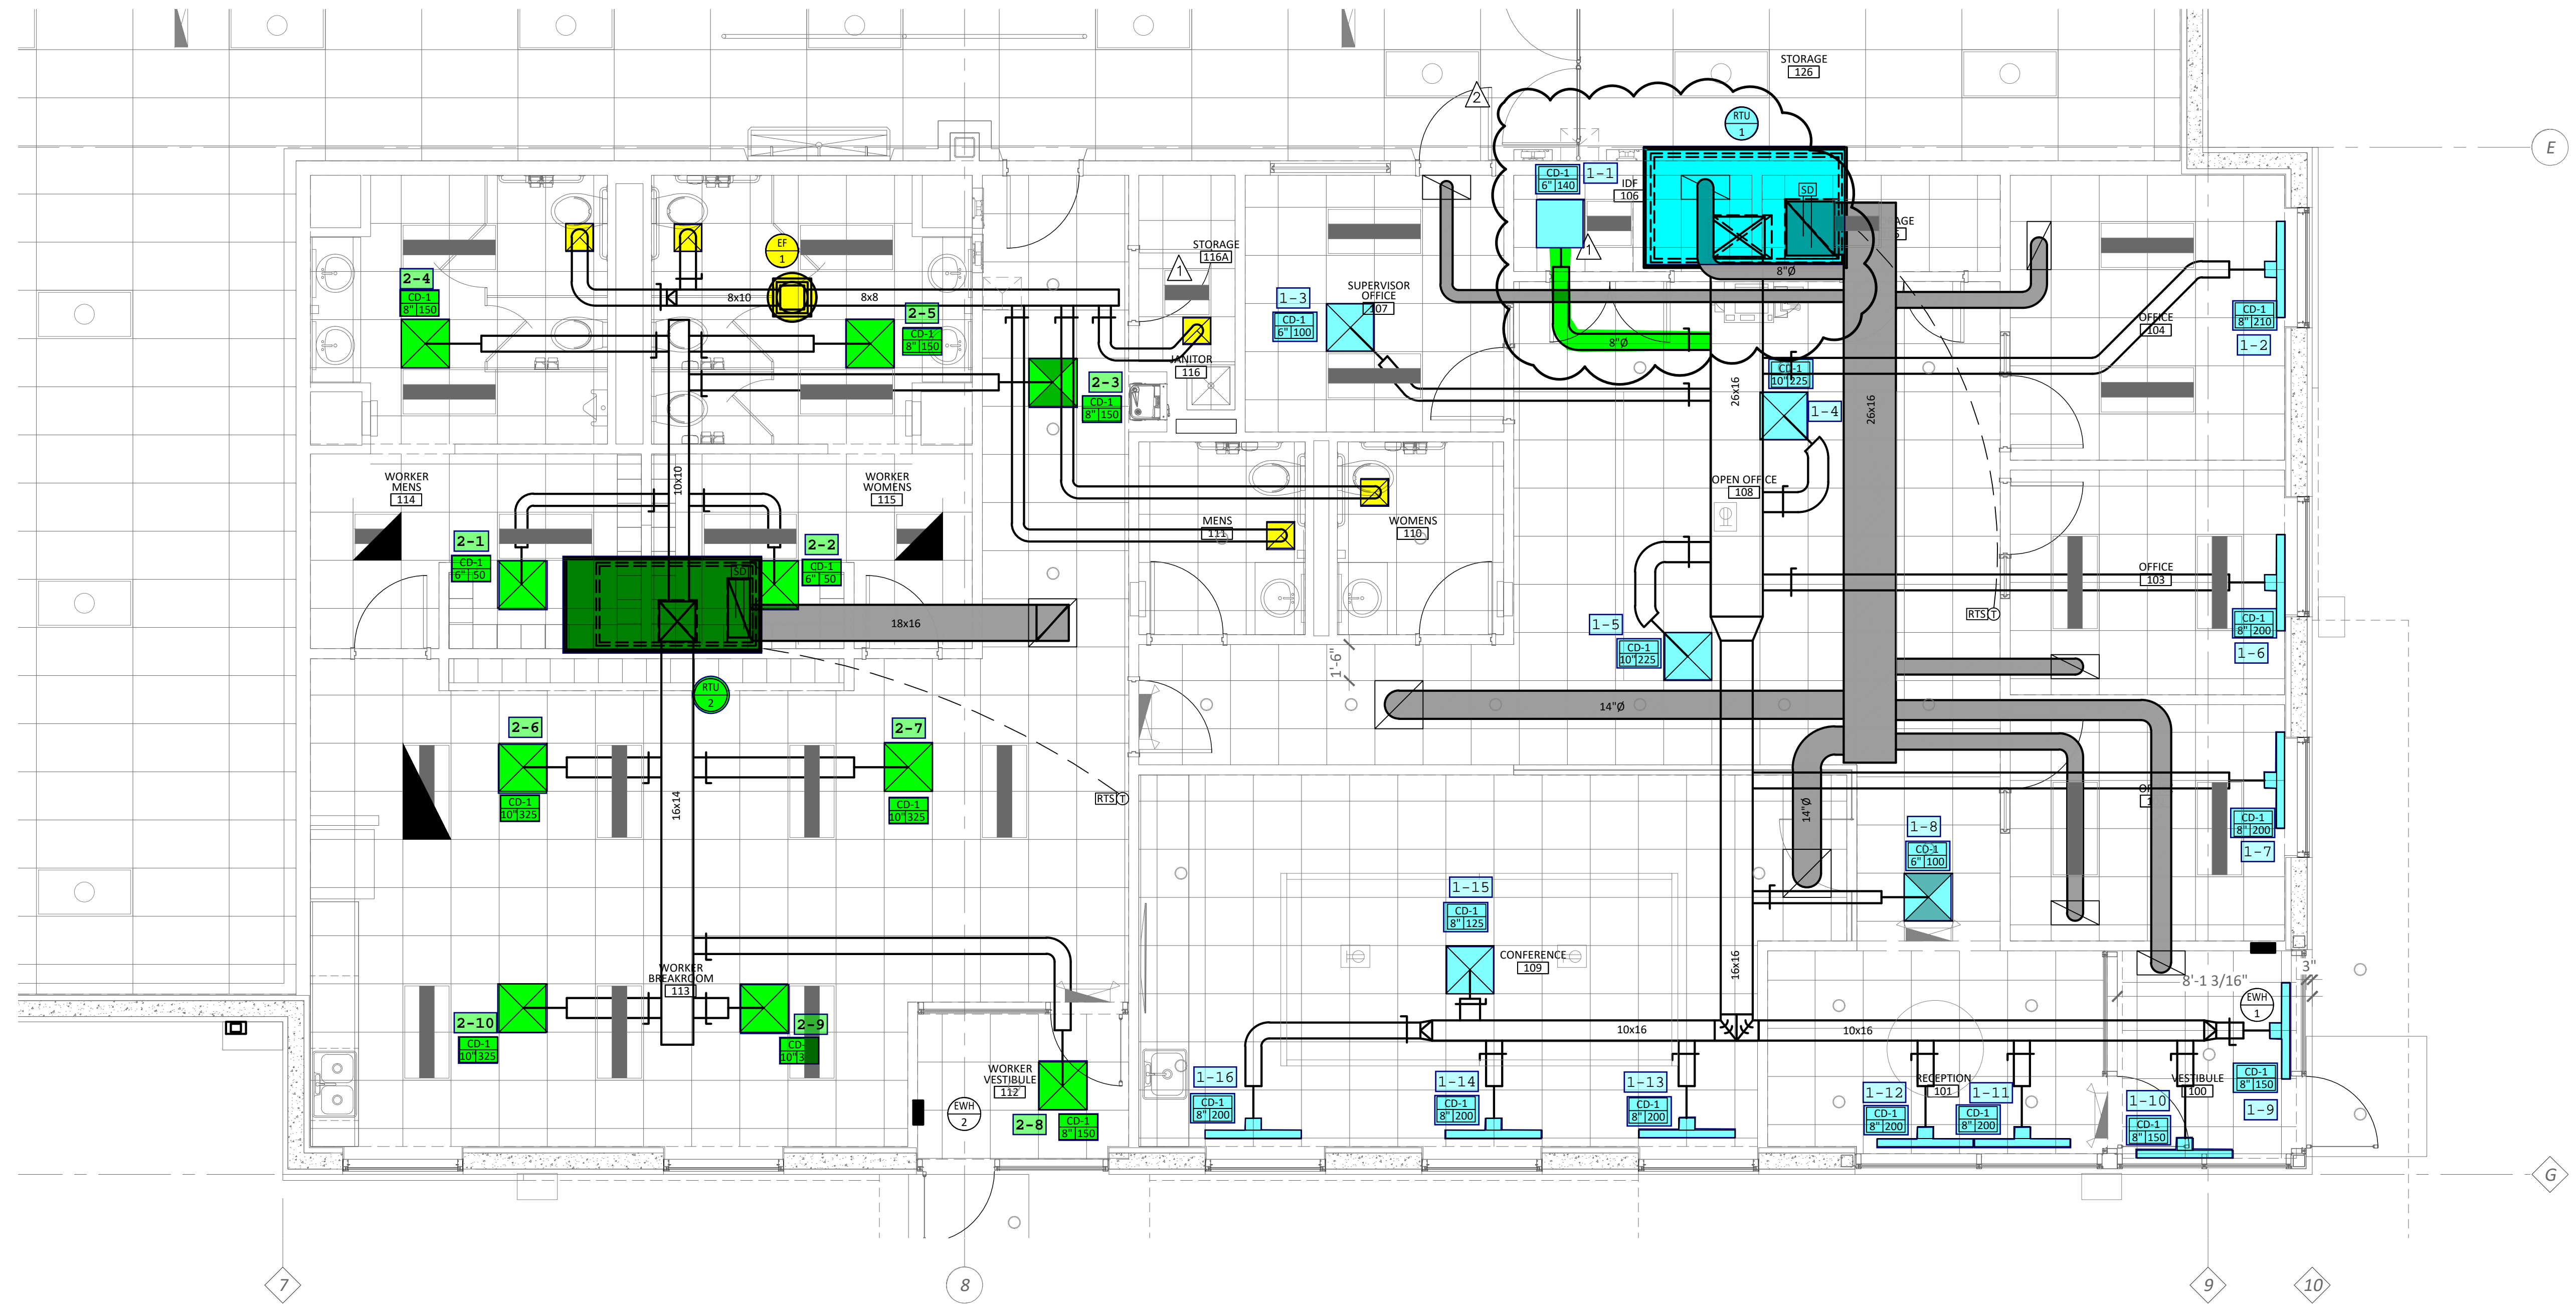 STORAGE
126
2
RTU
1
E
CD-1
6" 140
1-1
IDF
106
SD
AGE
1
8"Ø
STORAGE
116A
1
EF
1
2-4
CD-1
8" 150
8x10
8x8
2-5
CD-1
8" 150
1-3
CD-1
6" 100
SUPERVISOR
OFFICE
107
8"Ø
OFFICE
104
CD-1
8" 210
1-2
JANITOR
116
2-3
CD-1
8" 150
26x16
26x16
CD-1
10" 225
1-4
WORKER
MENS
114
10x10
WORKER
WOMENS
115
OPEN OFFICE
108
MENS
111
WOMENS
110
2-1
CD-1
6" 50
2-2
CD-1
6" 50
SD
18x16
OFFICE
103
RTS T
CD-1
8" 200
1-6
1-5
CD-1
10" 225
1'-6"
RTU
2
14"Ø
2-6
CD-1
10" 325
2-7
CD-1
10" 325
16x14
RTS T
14"Ø
CD-1
8" 200
1-7
1-8
CD-1
6" 100
1-15
CD-1
8" 125
CONFERENCE
109
16x16
WORKER
BREAKROOM
113
3"
8'-1 3/16"
EWH
1
2-10
CD-1
10" 325
2-9
10x16
10x16
WORKER
VESTIBULE
112
EWH
2
2-8
CD-1
8" 150
1-16
CD-1
8" 200
1-14
CD-1
8" 200
1-13
CD-1
8" 200
RECEPTION
101
1-12
CD-1
8" 200
1-11
CD-1
8" 200
VESTIBULE
100
1-10
CD-1
8" 150
CD-1
8" 150
1-9
G
7
8
9
10